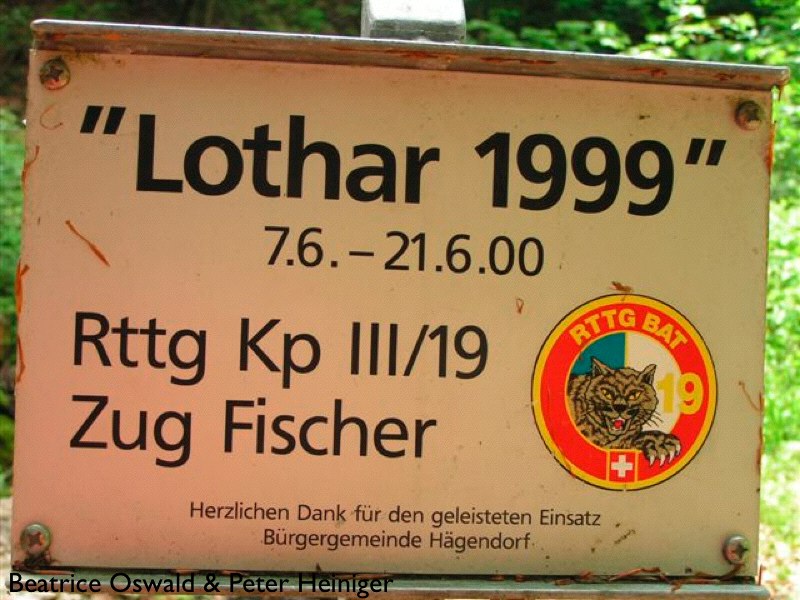 "Lothar 1999"
7.6. – 21.6.00
Rttg Kp III/19
Zug Fischer
RTTG BAT
19
Herzlichen Dank für den geleisteten Einsatz
Bürgergemeinde Hägendorf
Beatrice Oswald & Peter Heiniger